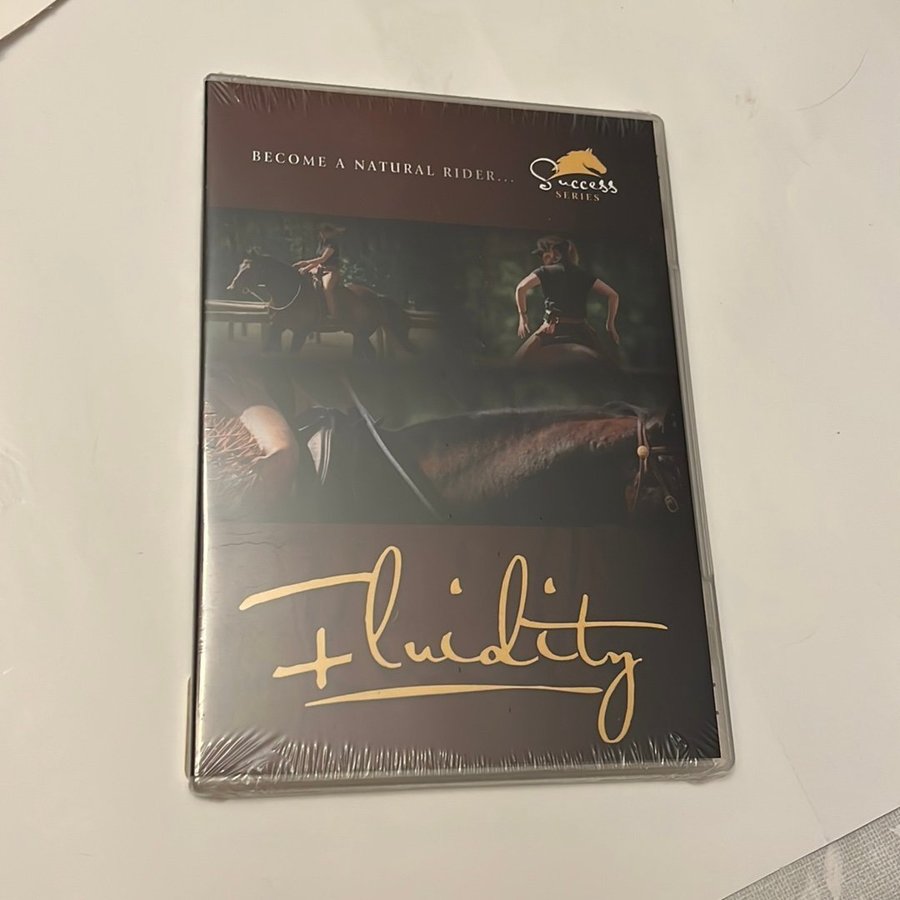 BECOME A NATURAL RIDER...
Success
SERIES
Fluidity